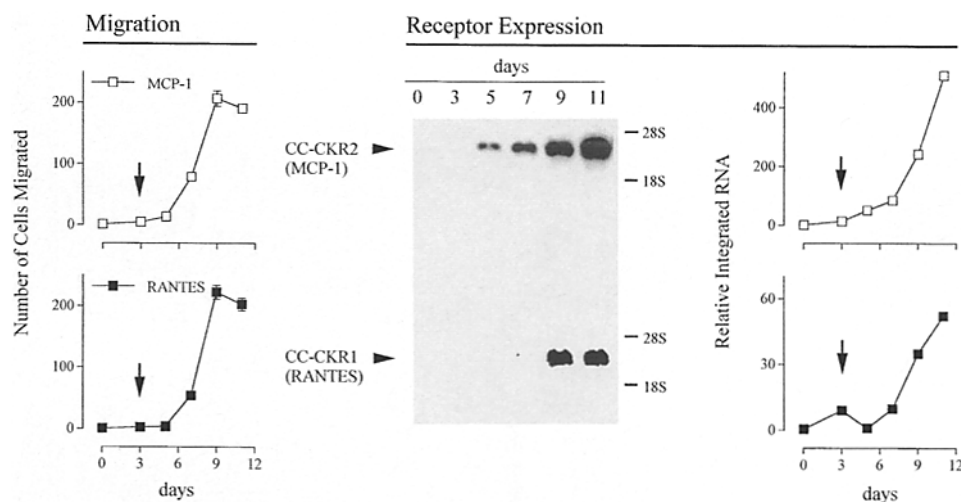 Migration
Receptor Expression
Number of Cells Migrated
MCP-1
200
100
0
RANTES
200
100
0
0 3 6 9 12
days
days
0 3 5 7 9 11
CC-CKR2
(MCP-1)
28S
18S
CC-CKR1
(RANTES)
28S
18S
Relative Integrated RNA
400
200
0
60
30
0
0 3 6 9 12
days